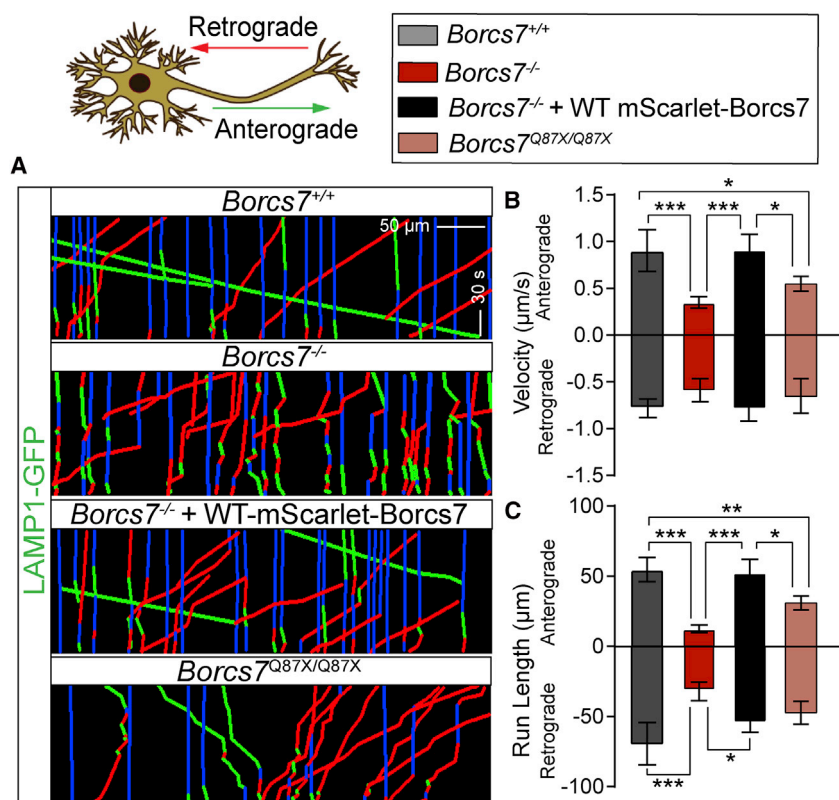 Retrograde
Anterograde
Borcs7+/+
Borcs7-/-
Borcs7-/- + WT mScarlet-Borcs7
Borcs7Q87X/Q87X
A
LAMP1-GFP
Borcs7+/+
50 µm
30 s
Borcs7-/-
Borcs7-/- + WT-mScarlet-Borcs7
Borcs7Q87X/Q87X
B
Velocity (µm/s)
Retrograde Anterograde
1.5
1.0
0.5
0.0
-0.5
-1.0
-1.5
*
*** *** *
C
Run Length (µm)
Retrograde Anterograde
100
50
0
-50
-100
**
*** *** *
*
***